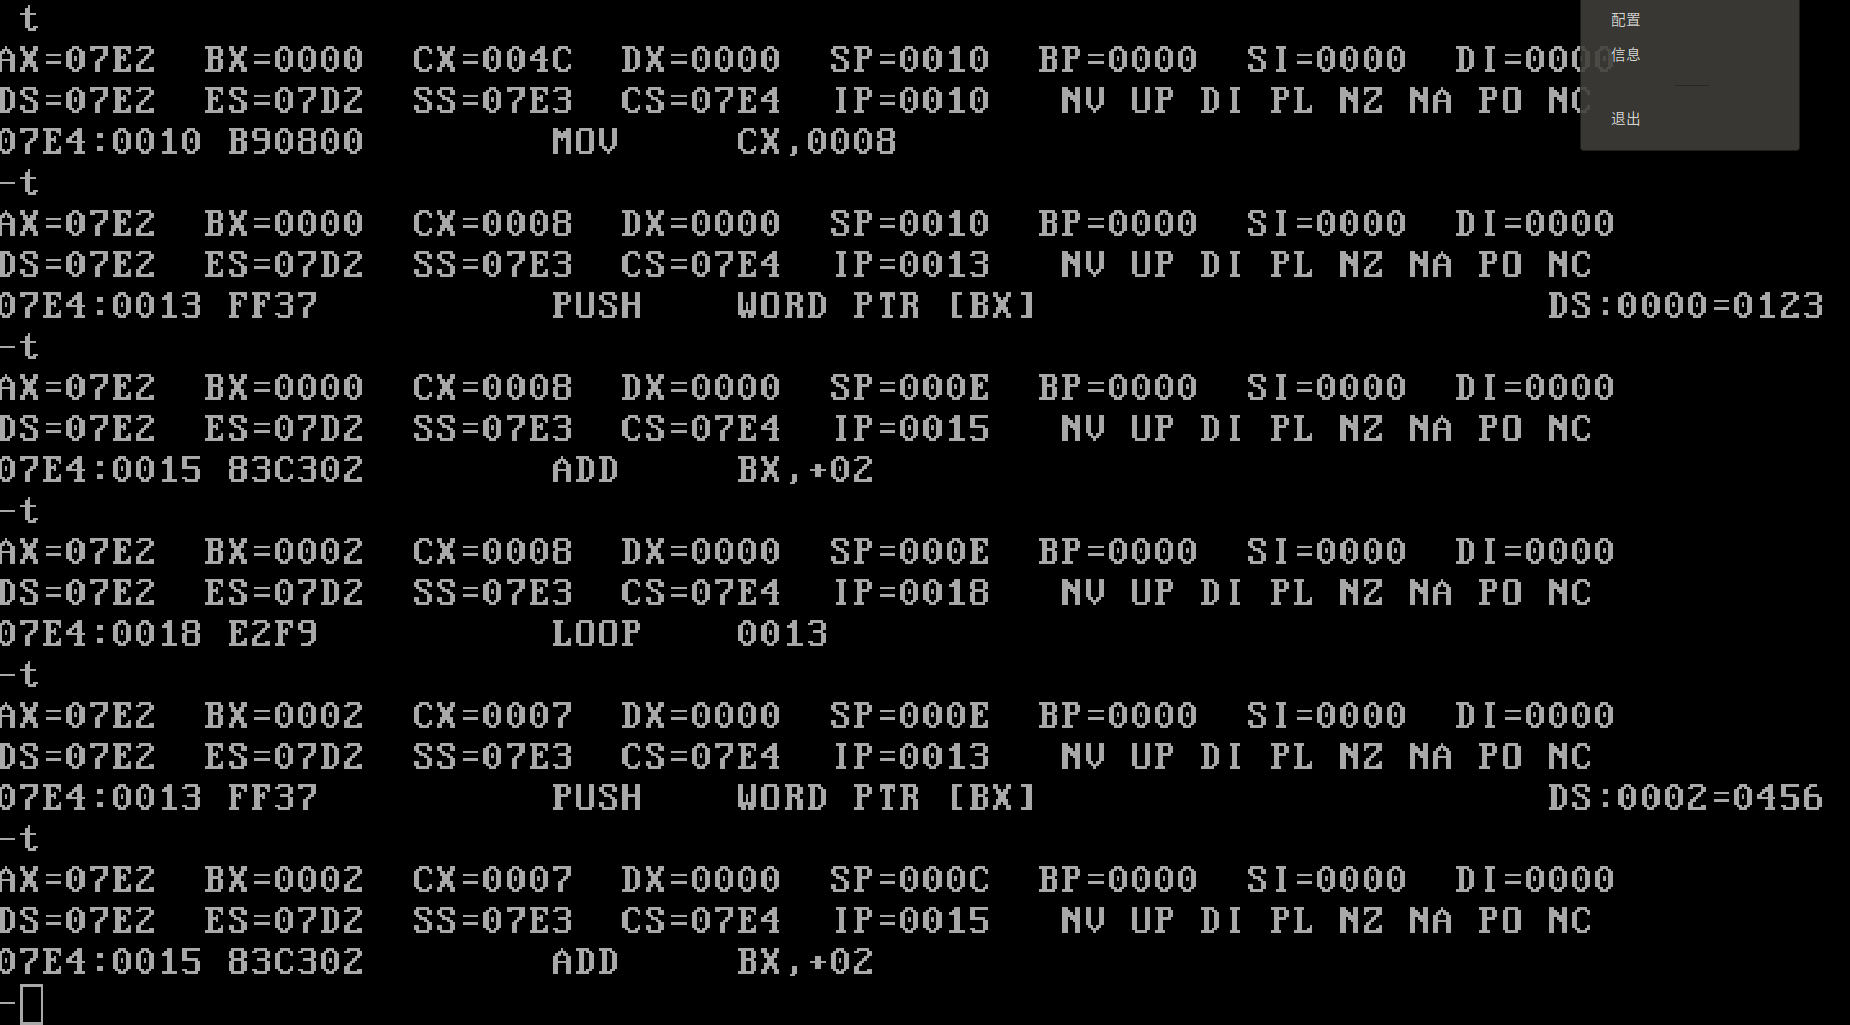 t
AX=07E2 BX=0000 CX=004C DX=0000 SP=0010 BP=0000 SI=0000 DI=0000
DS=07E2 ES=07D2 SS=07E3 CS=07E4 IP=0010 NV UP DI PL NZ NA PO NC
07E4:0010 B90800 MOV CX,0008
-t
AX=07E2 BX=0000 CX=0008 DX=0000 SP=0010 BP=0000 SI=0000 DI=0000
DS=07E2 ES=07D2 SS=07E3 CS=07E4 IP=0013 NV UP DI PL NZ NA PO NC
07E4:0013 FF37 PUSH WORD PTR [BX] DS:0000=0123
-t
AX=07E2 BX=0000 CX=0008 DX=0000 SP=000E BP=0000 SI=0000 DI=0000
DS=07E2 ES=07D2 SS=07E3 CS=07E4 IP=0015 NV UP DI PL NZ NA PO NC
07E4:0015 83C302 ADD BX,+02
-t
AX=07E2 BX=0002 CX=0008 DX=0000 SP=000E BP=0000 SI=0000 DI=0000
DS=07E2 ES=07D2 SS=07E3 CS=07E4 IP=0018 NV UP DI PL NZ NA PO NC
07E4:0018 E2F9 LOOP 0013
-t
AX=07E2 BX=0002 CX=0007 DX=0000 SP=000E BP=0000 SI=0000 DI=0000
DS=07E2 ES=07D2 SS=07E3 CS=07E4 IP=0013 NV UP DI PL NZ NA PO NC
07E4:0013 FF37 PUSH WORD PTR [BX] DS:0002=0456
-t
AX=07E2 BX=0002 CX=0007 DX=0000 SP=000C BP=0000 SI=0000 DI=0000
DS=07E2 ES=07D2 SS=07E3 CS=07E4 IP=0015 NV UP DI PL NZ NA PO NC
07E4:0015 83C302 ADD BX,+02
-
配置
信息
退出